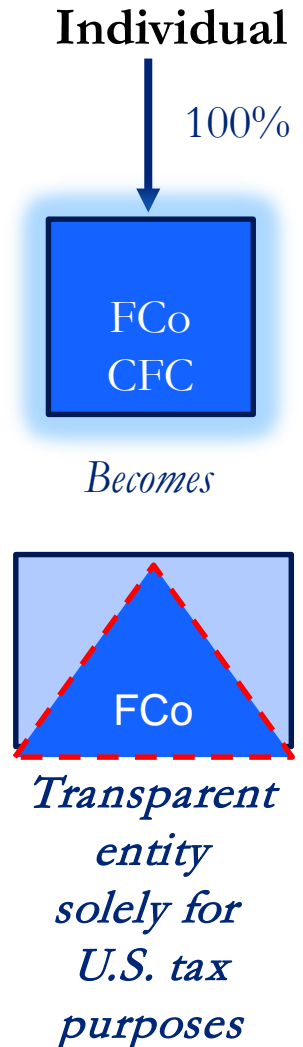 Individual
100%
FCo
CFC
Becomes
FCo
Transparent
entity
solely for
U.S. tax
purposes